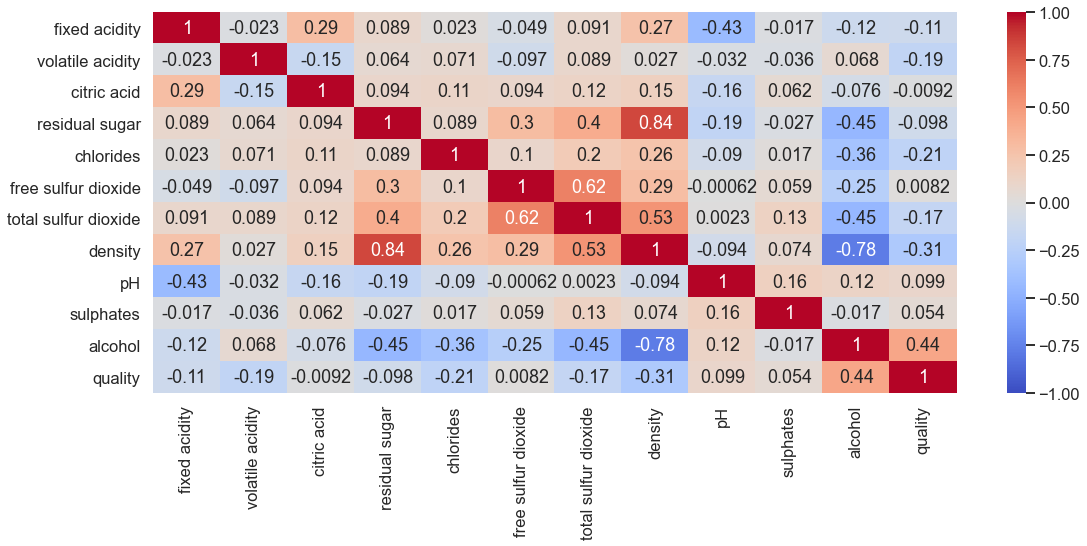 fixed acidity 1 -0.023 0.29 0.089 0.023 -0.049 0.091 0.27 -0.43 -0.017 -0.12 -0.11
volatile acidity -0.023 1 -0.15 0.064 0.071 -0.097 0.089 0.027 -0.032 -0.036 0.068 -0.19
citric acid 0.29 -0.15 1 0.094 0.11 0.094 0.12 0.15 -0.16 0.062 -0.076 -0.0092
residual sugar 0.089 0.064 0.094 1 0.089 0.3 0.4 0.84 -0.19 -0.027 -0.45 -0.098
chlorides 0.023 0.071 0.11 0.089 1 0.1 0.2 0.26 -0.09 0.017 -0.36 -0.21
free sulfur dioxide -0.049 -0.097 0.094 0.3 0.1 1 0.62 0.29 -0.00062 0.059 -0.25 0.0082
total sulfur dioxide 0.091 0.089 0.12 0.4 0.2 0.62 1 0.53 0.0023 0.13 -0.45 -0.17
density 0.27 0.027 0.15 0.84 0.26 0.29 0.53 1 -0.094 0.074 -0.78 -0.31
pH -0.43 -0.032 -0.16 -0.19 -0.09 -0.00062 0.0023 -0.094 1 0.16 0.12 0.099
sulphates -0.017 -0.036 0.062 -0.027 0.017 0.059 0.13 0.074 0.16 1 -0.017 0.054
alcohol -0.12 0.068 -0.076 -0.45 -0.36 -0.25 -0.45 -0.78 0.12 -0.017 1 0.44
quality -0.11 -0.19 -0.0092 -0.098 -0.21 0.0082 -0.17 -0.31 0.099 0.054 0.44 1
fixed acidity
volatile acidity
citric acid
residual sugar
chlorides
free sulfur dioxide
total sulfur dioxide
density
pH
sulphates
alcohol
quality
1.00
0.75
0.50
0.25
0.00
−0.25
−0.50
−0.75
−1.00